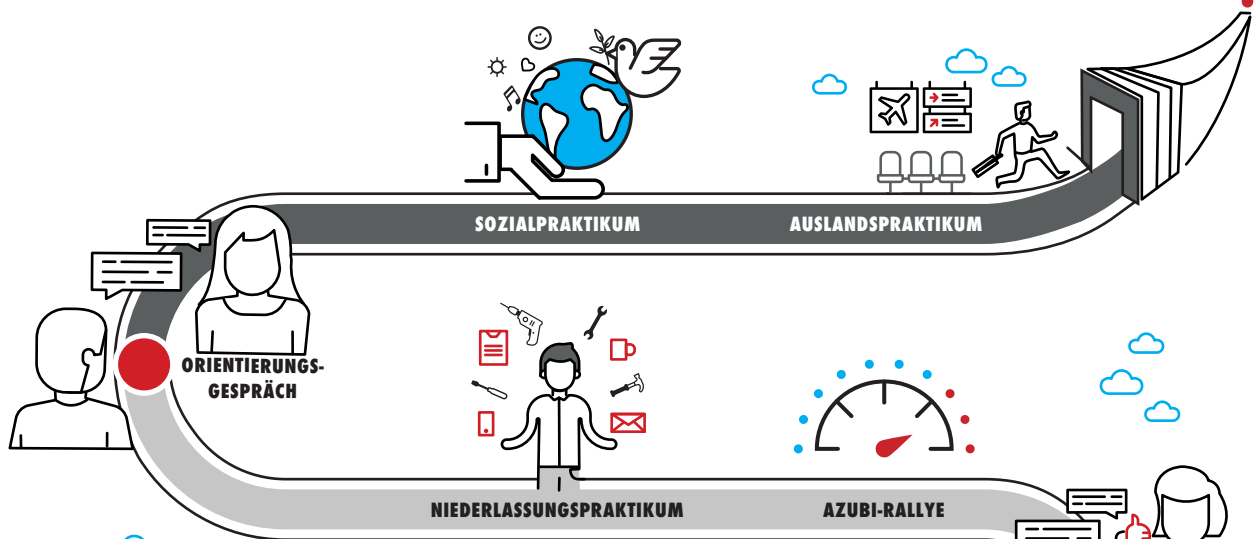 SOZIALPRAKTIKUM
AUSLANDSPRAKTIKUM
ORIENTIERUNGS-
GESPRÄCH
NIEDERLASSUNGSPRAKTIKUM
AZUBI-RALLYE